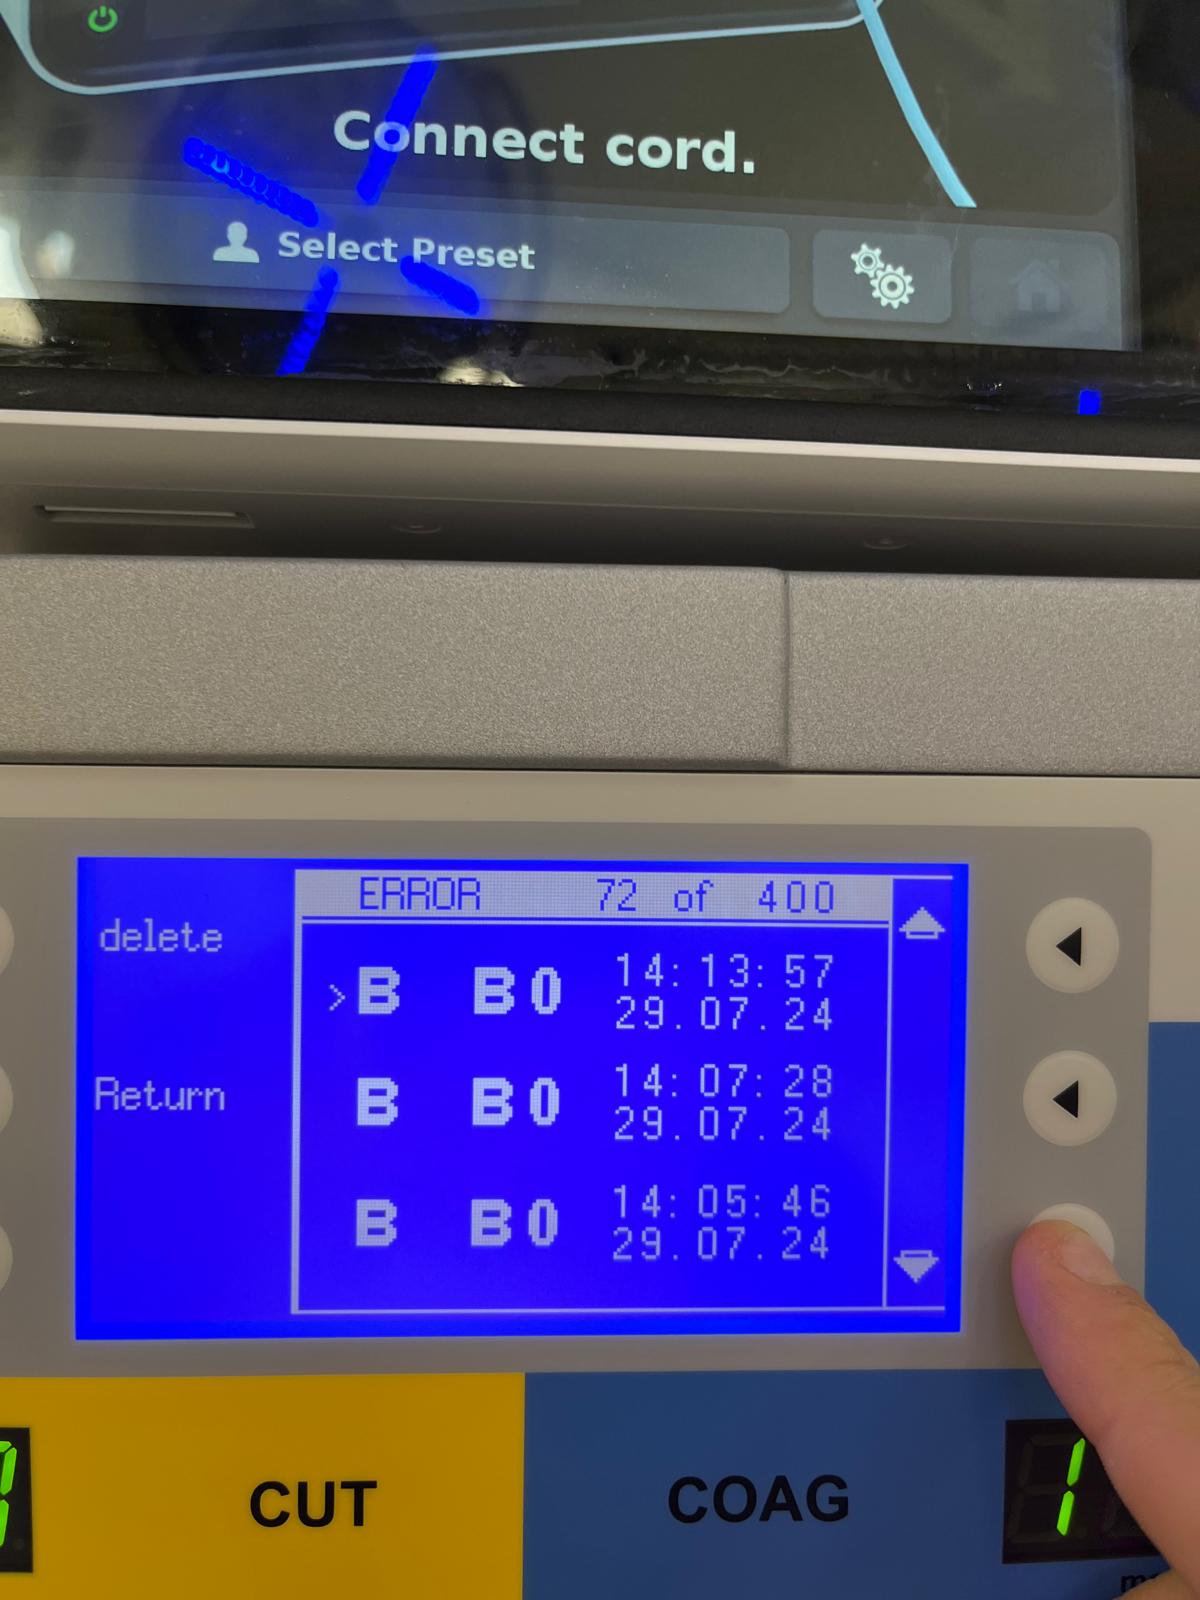 Connect cord.
Select Preset
ERROR 72 of 400
delete
>B B0 14:13:57
29.07.24
Return
B B0 14:07:28
29.07.24
B B0 14:05:46
29.07.24
CUT
COAG
1